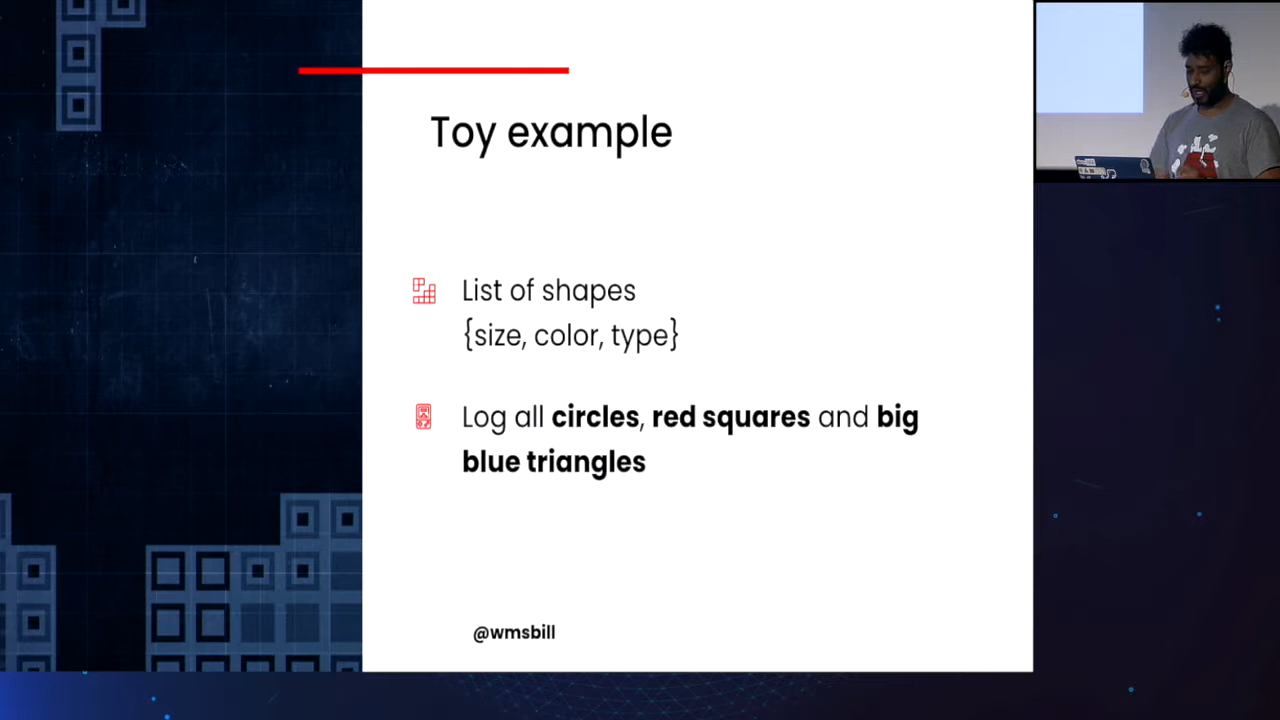 Toy example
List of shapes
{size, color, type}
Log all circles, red squares and big
blue triangles
@wmsbill